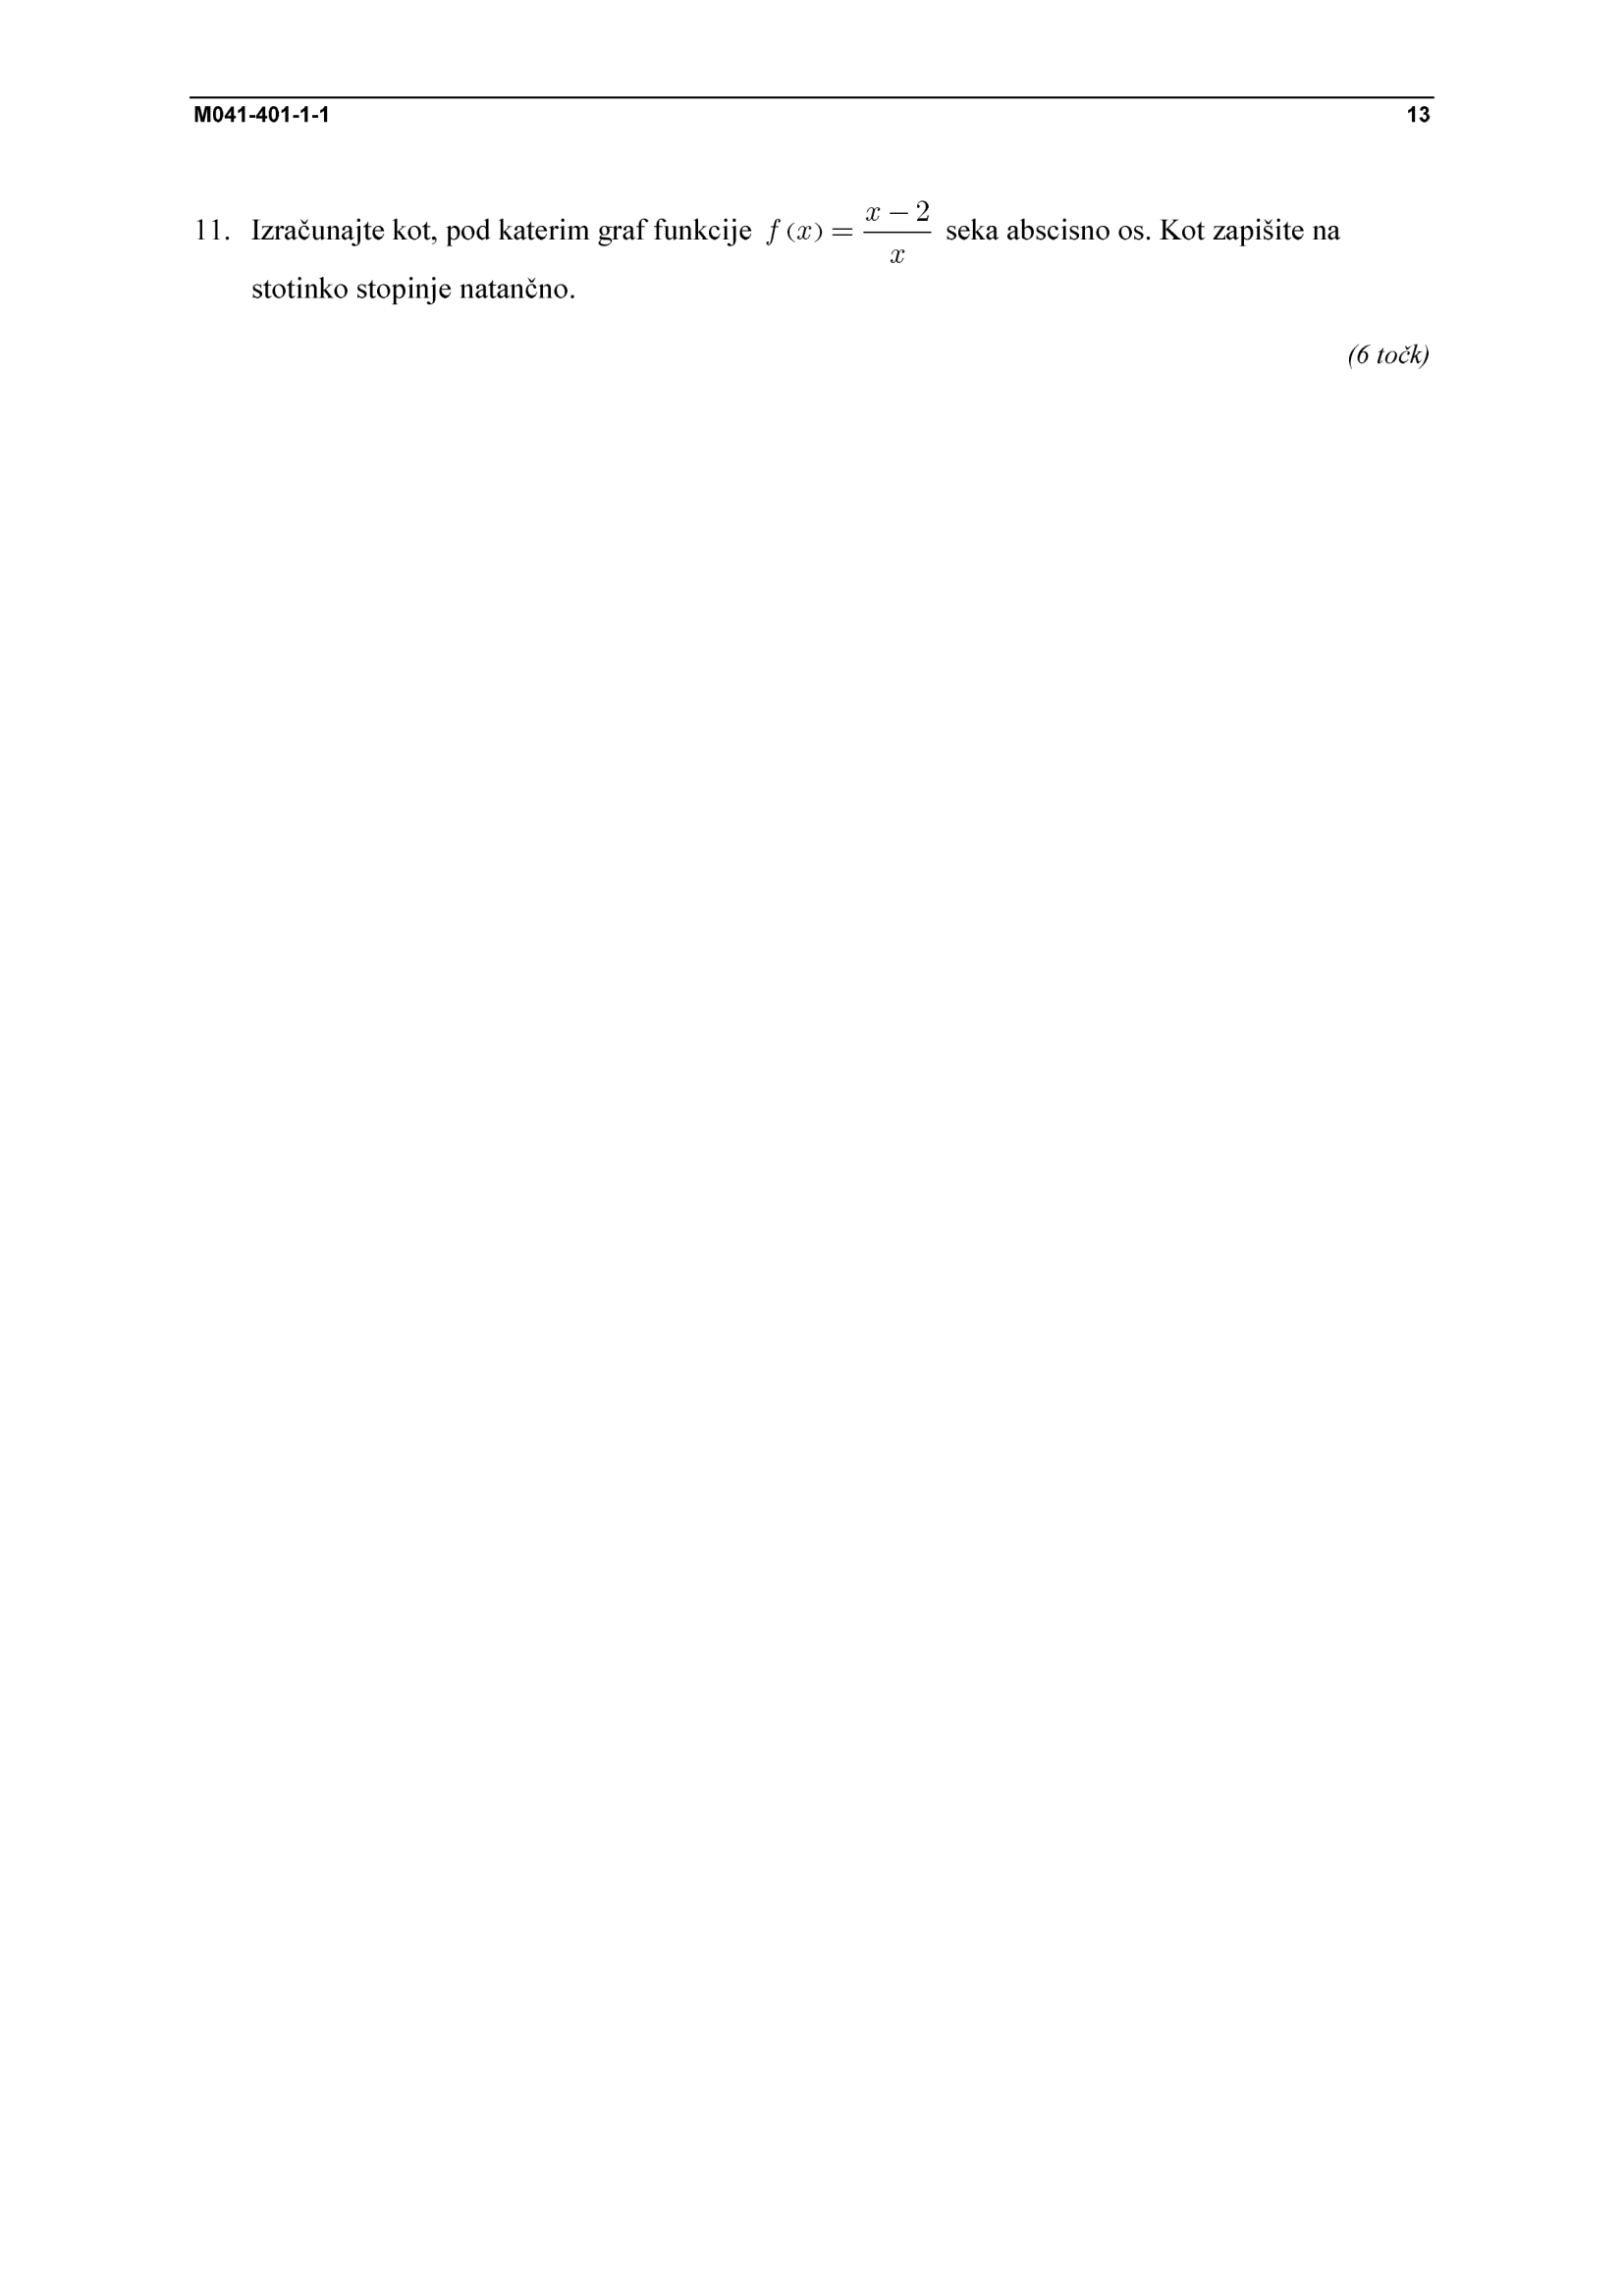 M041-401-1-1 13
11. Izračunajte kot, pod katerim graf funkcije f(x) = \frac{x-2}{x} seka abscisno os. Kot zapišite na
stotinko stopinje natančno.
(6 točk)